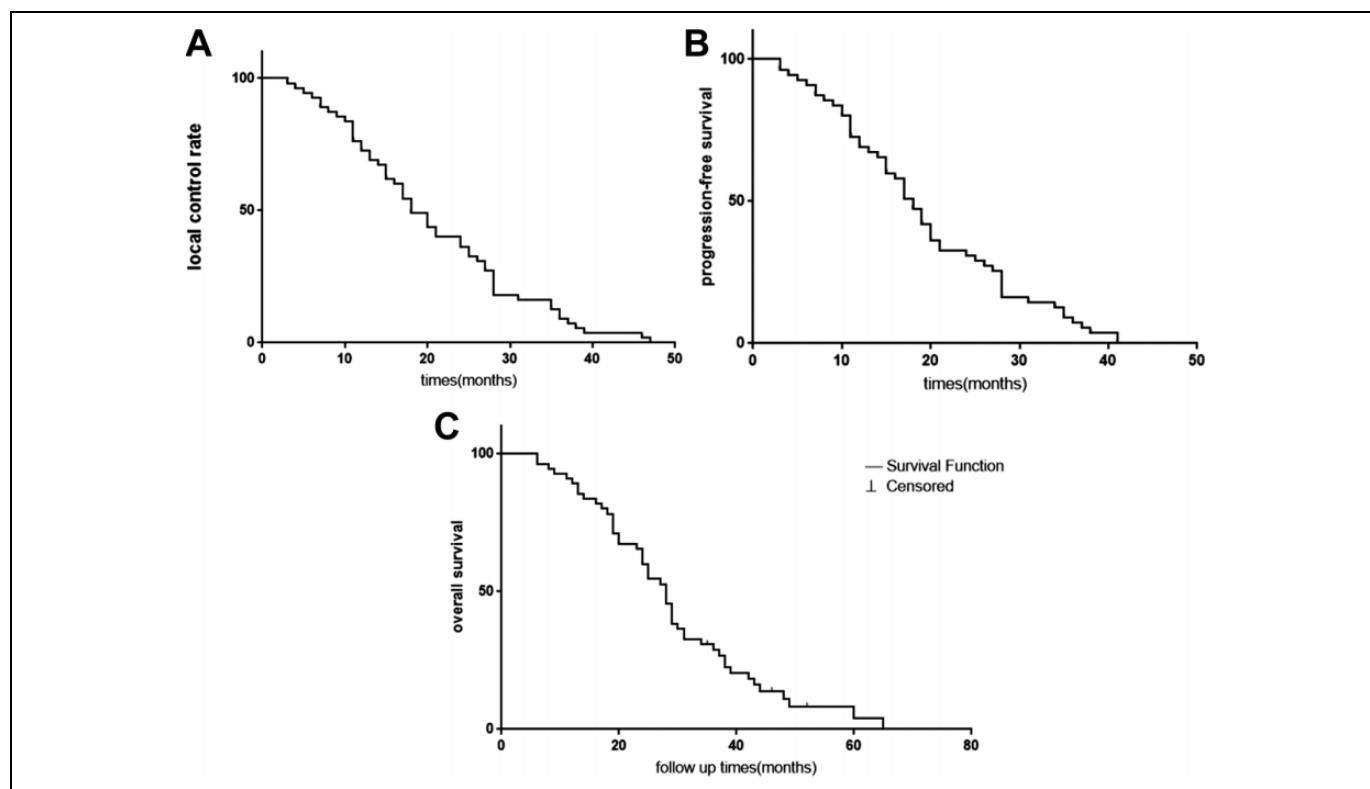 A
100
50
0
local control rate
0 10 20 30 40 50
times(months)
B
100
50
0
progression-free survival
0 10 20 30 40 50
times(months)
C
100
50
0
overall survival
0 20 40 60 80
follow up times(months)
Survival Function
Censored